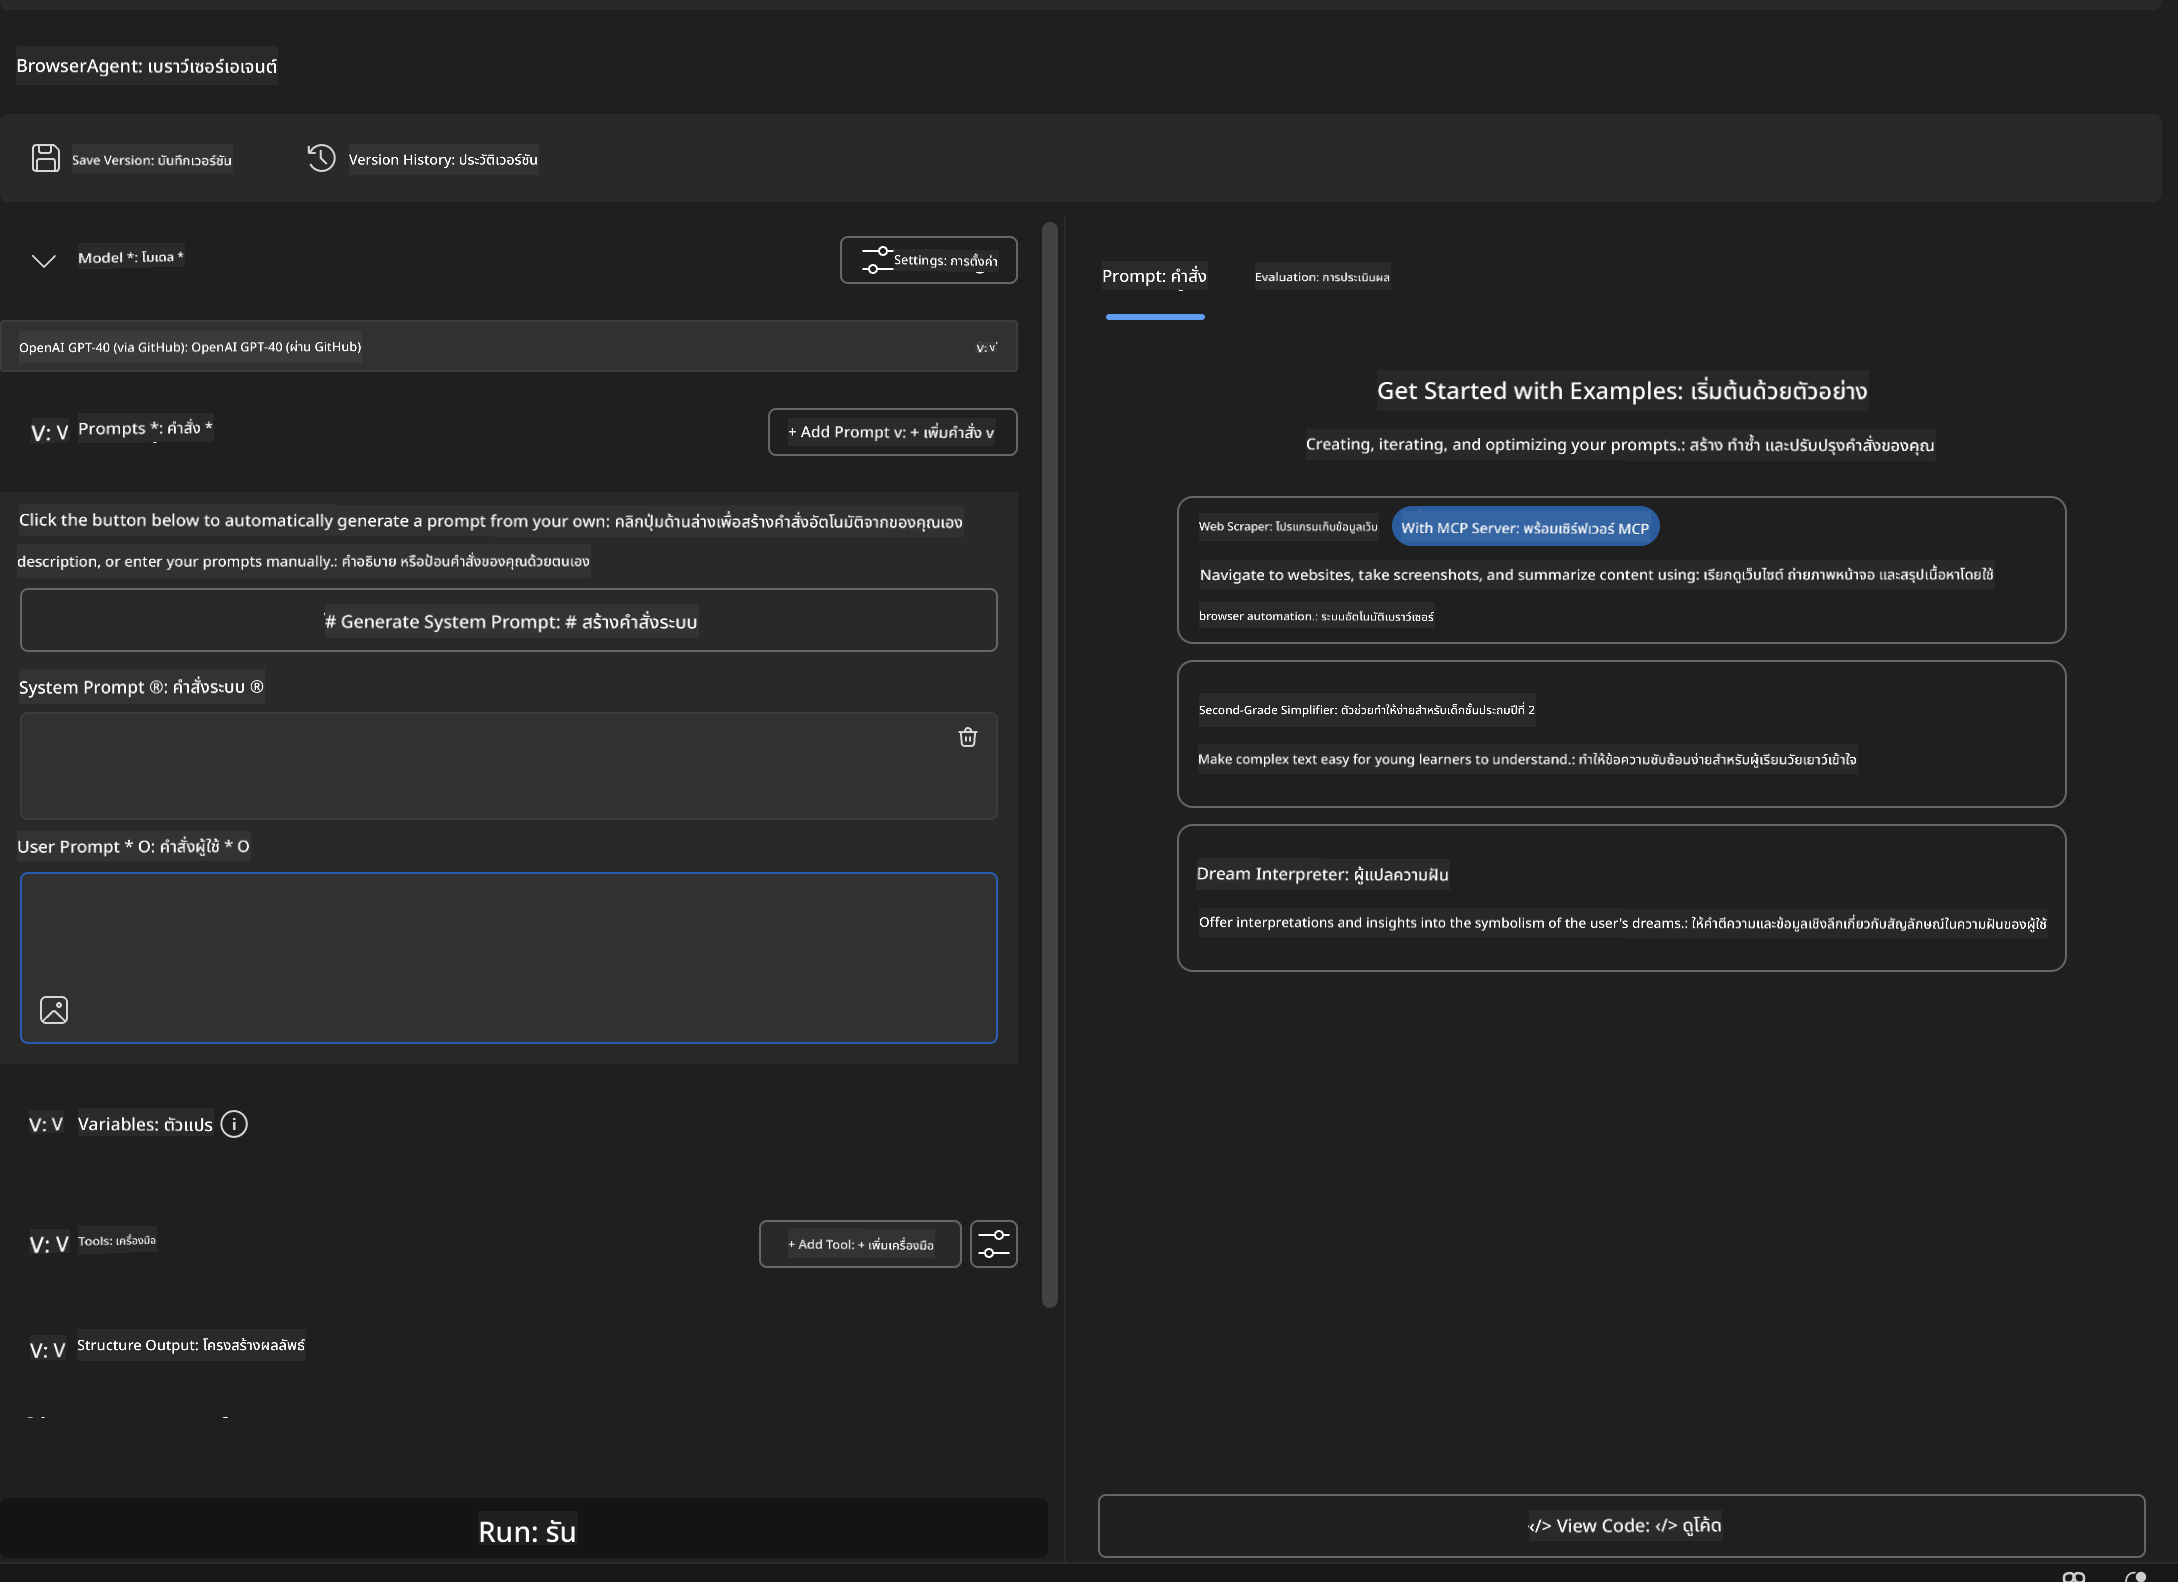 BrowserAgent: เบราว์เซอร์เอเจนต์
Save Version: บันทึกเวอร์ชัน
Version History: ประวัติเวอร์ชัน
Model *: โมเดล *
Settings: การตั้งค่า
OpenAI GPT-40 (via GitHub): OpenAI GPT-40 (ผ่าน GitHub)
v: v
V: V Prompts *: คำสั่ง *
+ Add Prompt v: + เพิ่มคำสั่ง v
Click the button below to automatically generate a prompt from your own: คลิกปุ่มด้านล่างเพื่อสร้างคำสั่งอัตโนมัติจากของคุณเอง
description, or enter your prompts manually.: คำอธิบาย หรือป้อนคำสั่งของคุณด้วยตนเอง
# Generate System Prompt: # สร้างคำสั่งระบบ
System Prompt ®: คำสั่งระบบ ®
User Prompt * O: คำสั่งผู้ใช้ * O
V: V Variables: ตัวแปร
V: V Tools: เครื่องมือ
+ Add Tool: + เพิ่มเครื่องมือ
V: V Structure Output: โครงสร้างผลลัพธ์
Run: รัน
Prompt: คำสั่ง
Evaluation: การประเมินผล
Get Started with Examples: เริ่มต้นด้วยตัวอย่าง
Creating, iterating, and optimizing your prompts.: สร้าง ทำซ้ำ และปรับปรุงคำสั่งของคุณ
Web Scraper: โปรแกรมเก็บข้อมูลเว็บ
With MCP Server: พร้อมเซิร์ฟเวอร์ MCP
Navigate to websites, take screenshots, and summarize content using: เรียกดูเว็บไซต์ ถ่ายภาพหน้าจอ และสรุปเนื้อหาโดยใช้
browser automation.: ระบบอัตโนมัติเบราว์เซอร์
Second-Grade Simplifier: ตัวช่วยทำให้ง่ายสำหรับเด็กชั้นประถมปีที่ 2
Make complex text easy for young learners to understand.: ทำให้ข้อความซับซ้อนง่ายสำหรับผู้เรียนวัยเยาว์เข้าใจ
Dream Interpreter: ผู้แปลความฝัน
Offer interpretations and insights into the symbolism of the user's dreams.: ให้คำตีความและข้อมูลเชิงลึกเกี่ยวกับสัญลักษณ์ในความฝันของผู้ใช้
</> View Code: </> ดูโค้ด